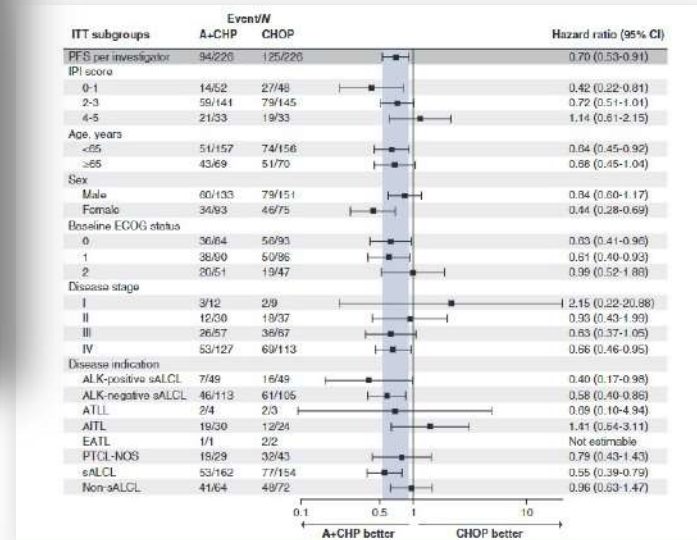 Event/N
ITT subgroups A+CHP CHOP Hazard ratio (95% CI)
PFS per investigator 94/226 125/226 0.70 (0.53-0.91)
IPI score
0-1 14/52 27/48 0.42 (0.22-0.81)
2-3 59/141 79/145 0.72 (0.51-1.01)
4-5 21/33 19/33 1.14 (0.61-2.15)
Age, years
<65 51/157 74/156 0.64 (0.45-0.92)
≥65 43/69 51/70 0.68 (0.45-1.04)
Sex
Male 60/133 79/151 0.84 (0.60-1.17)
Female 34/93 46/75 0.44 (0.28-0.69)
Baseline ECOG status
0 36/84 56/93 0.63 (0.41-0.96)
1 38/90 50/86 0.61 (0.40-0.93)
2 20/51 19/47 0.99 (0.52-1.88)
Disease stage
I 3/12 2/9 2.15 (0.22-20.88)
II 12/30 18/37 0.93 (0.43-1.99)
III 26/57 36/67 0.63 (0.37-1.05)
IV 53/127 69/113 0.66 (0.46-0.95)
Disease indication
ALK-positive sALCL 7/49 16/49 0.40 (0.17-0.98)
ALK-negative sALCL 46/113 61/105 0.58 (0.40-0.86)
ATLL 2/4 2/3 0.69 (0.10-4.94)
AITL 19/30 12/24 1.41 (0.64-3.11)
EATL 1/1 2/2 Not estimable
PTCL-NOS 19/29 32/43 0.79 (0.43-1.43)
sALCL 53/162 77/154 0.55 (0.39-0.79)
Non-sALCL 41/64 48/72 0.96 (0.63-1.47)
0.1 0.5 1 10
A+CHP better CHOP better